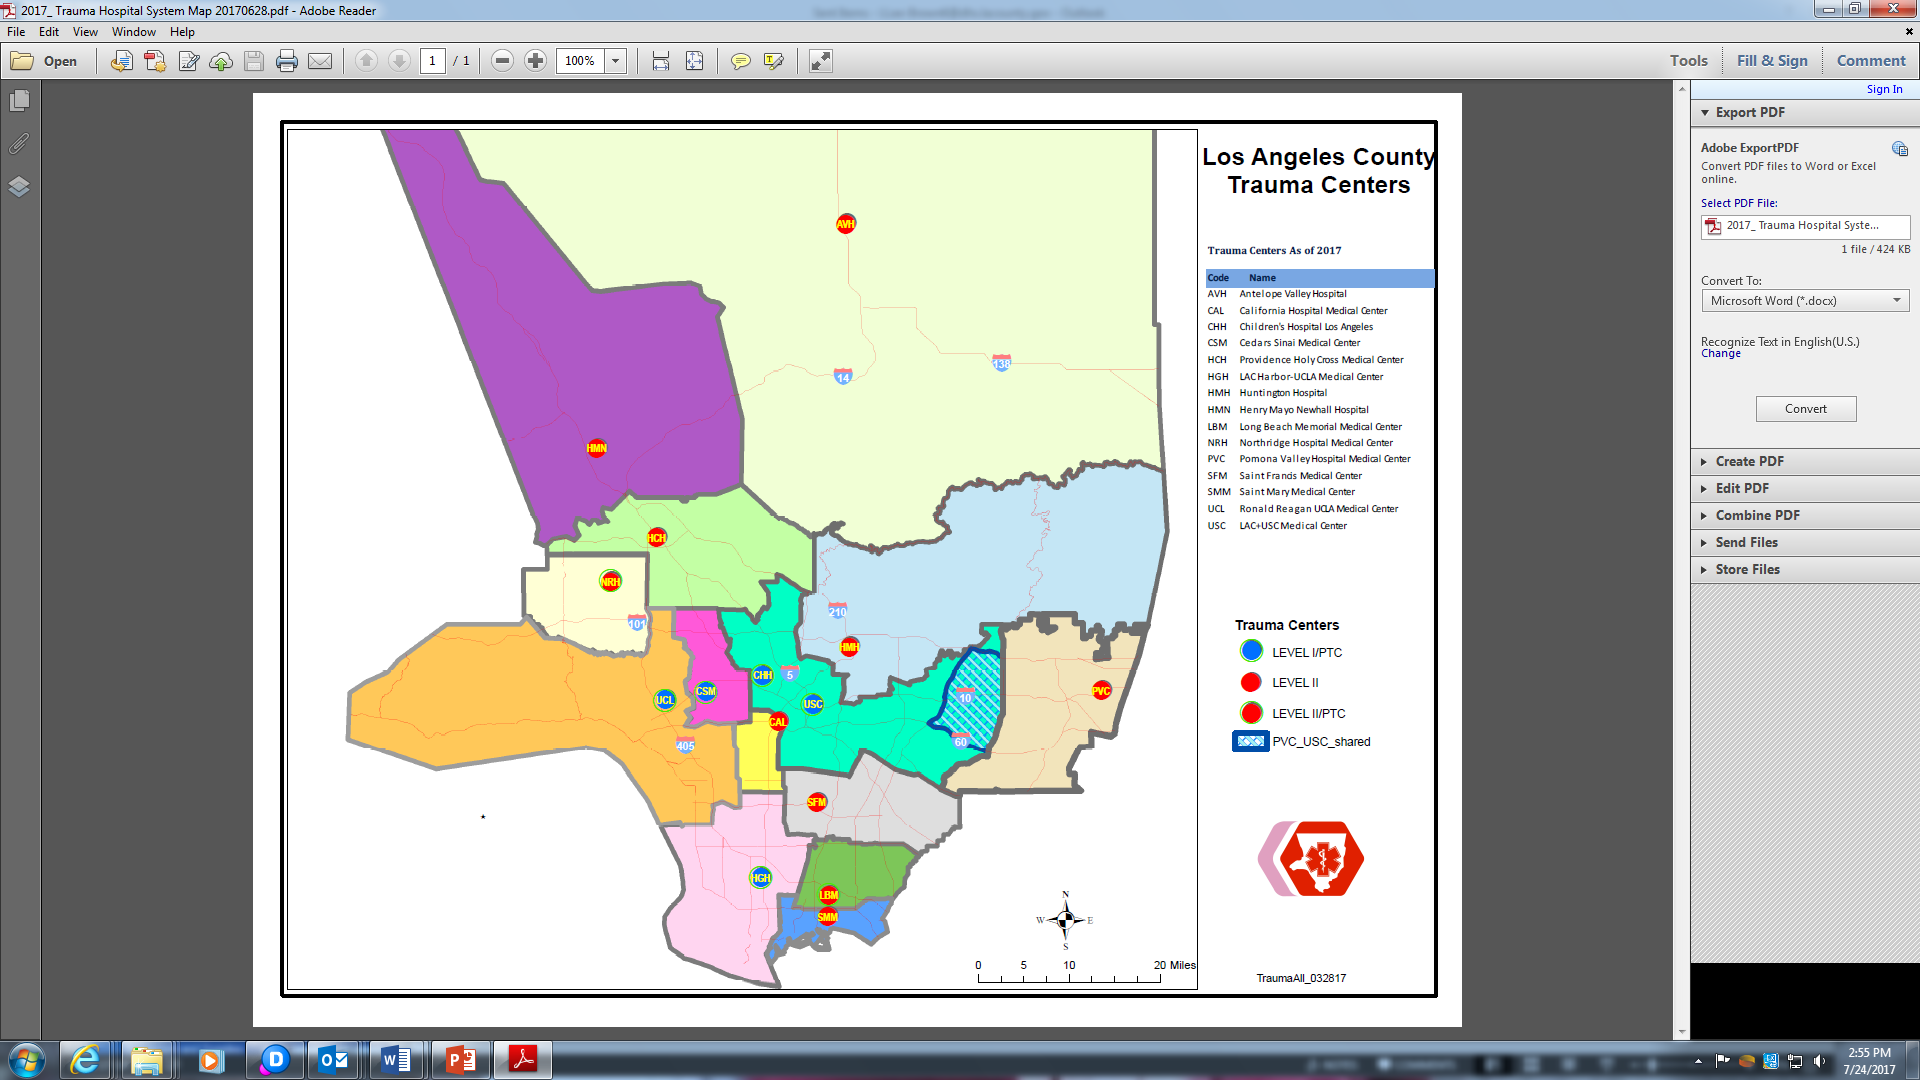 2017_ Trauma Hospital System Map 20170628.pdf - Adobe Reader
File Edit View Window Help
Open 1 / 1 100% Tools Fill & Sign Comment
Sign In
Export PDF
Adobe ExportPDF
Convert PDF files to Word or Excel
online.
Select PDF File:
2017_ Trauma Hospital Syste...
1 file / 424 KB
Convert To:
Microsoft Word (*.docx)
Recognize Text in English(U.S.)
Change
Convert
Create PDF
Edit PDF
Combine PDF
Send Files
Store Files
Los Angeles County
Trauma Centers
Trauma Centers As of 2017
Code Name
AVH Antelope Valley Hospital
CAL California Hospital Medical Center
CHH Children's Hospital Los Angeles
CSM Cedars Sinai Medical Center
HCH Providence Holy Cross Medical Center
HGH LAC Harbor-UCLA Medical Center
HMH Huntington Hospital
HMN Henry Mayo Newhall Hospital
LBM Long Beach Memorial Medical Center
NRH Northridge Hospital Medical Center
PVC Pomona Valley Hospital Medical Center
SFM Saint Frands Medical Center
SMM Saint Mary Medical Center
UCL Ronald Reagan UCLA Medical Center
USC LAC+USC Medical Center
Trauma Centers
LEVEL I/PTC
LEVEL II
LEVEL II/PTC
PVC_USC_shared
TraumaAll_032817
AVH
138
14
HMN
HCH
NRH
210
101
HMH
CHH
5
CSM
PVC
UCL
USC
10
CAL
405
60
SFM
HGH
LBM
SMM
N
W E
S
0 5 10 20 Miles
2:55 PM
7/24/2017